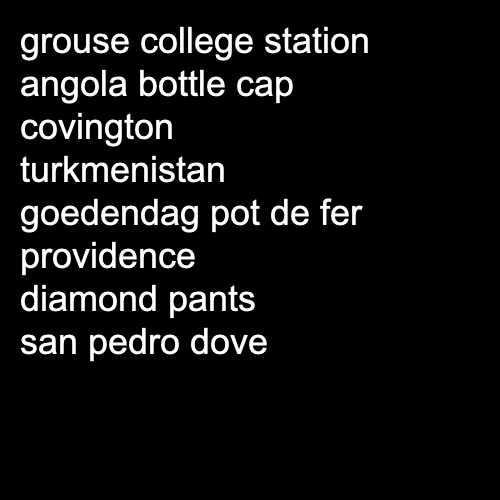 grouse college station
angola bottle cap
covington
turkmenistan
goedendag pot de fer
providence
diamond pants
san pedro dove